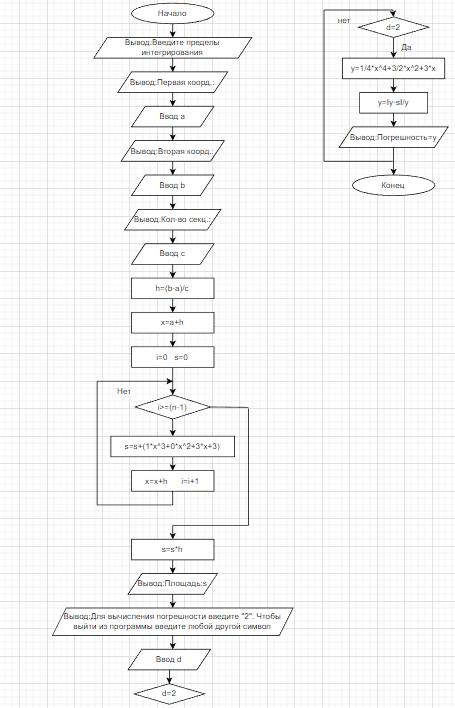 Начало
Вывод:Введите пределы
интегрирования
Вывод:Первая коорд.:
Ввод a
Вывод:Вторая коорд.:
Ввод b
Вывод:Кол-во секц.:
Ввод c
h=(b-a)/c
x=a+h
i=0 s=0
Нет
i>=(n-1)
s=s+(1*x^3+0*x^2+3*x+3)
x=x+h i=i+1
s=s*h
Вывод:Площадь:s
Вывод:Для вычисления погрешности введите "2". Чтобы
выйти из программы введите любой другой символ
Ввод d
d=2
нет
d=2
Да
y=1/4*x^4+3/2*x^2+3*x
y=Iy-sI/y
Вывод:Погрешность=y
Конец